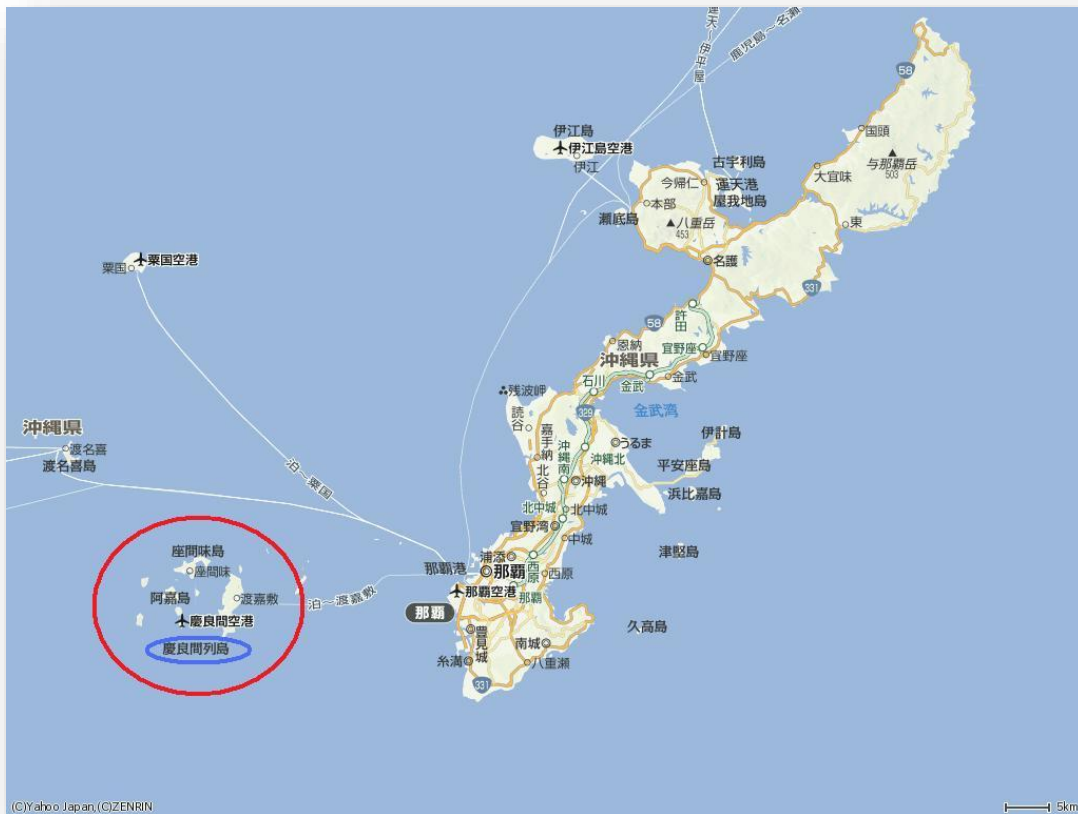 運天～伊平屋
鹿児島～名瀬
58
国頭
与那覇岳
503
伊江島
伊江島空港
伊江
古宇利島
大宜味
今帰仁
運天港
屋我地島
本部
瀬底島
八重岳
453
東
名護
粟国空港
粟国
331
58
許田
恩納
宜野座
宜野座
沖縄県
石川
金武
金武
残波岬
329
金武湾
読谷
嘉手納
うるま
伊計島
沖縄県
渡名喜
渡名喜島
沖縄南
沖縄北
平安座島
北谷
沖縄
浜比嘉島
泊～粟国
北中城
北中城
宜野湾
中城
津堅島
座間味島
座間味
浦添
那覇港
那覇
西原
西原
阿嘉島
渡嘉敷
泊～渡嘉敷
那覇空港
那覇
那覇
慶良間空港
久高島
慶良間列島
豊見城
南城
糸満
八重瀬
331
(C)Yahoo Japan,(C)ZENRIN
5km